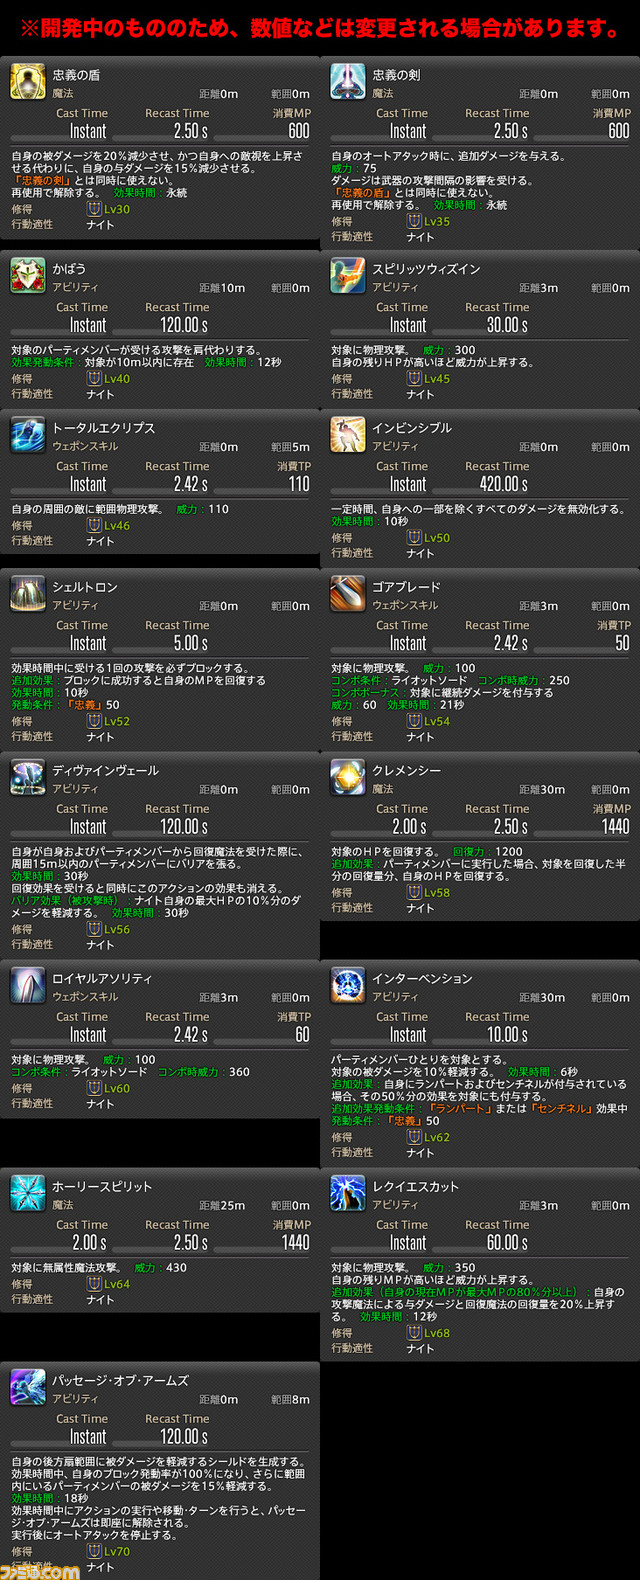 ※開発中のもののため、数値などは変更される場合があります。
忠義の盾
魔法 距離0m 範囲0m
Cast Time Recast Time 消費MP
Instant 2.50s 600
自身の被ダメージを20%減少させ、かつ自身への敵視を上昇さ
せる代わりに、自身の与ダメージを15%減少させる。
「忠義の剣」とは同時に使えない。
再使用で解除する。 効果時間：永続
修得 Lv30
行動適性 ナイト
忠義の剣
魔法 距離0m 範囲0m
Cast Time Recast Time 消費MP
Instant 2.50s 600
自身のオートアタック時に、追加ダメージを与える。
威力：75
ダメージは武器の攻撃間隔の影響を受ける。
「忠義の盾」とは同時に使えない。
再使用で解除する。 効果時間：永続
修得 Lv35
行動適性 ナイト
かばう
アビリティ 距離10m 範囲0m
Cast Time Recast Time
Instant 120.00s
対象のパーティメンバーが受ける攻撃を肩代わりする。
効果発動条件：対象が10m以内に存在 効果時間：12秒
修得 Lv40
行動適性 ナイト
スピリッツウィズイン
アビリティ 距離3m 範囲0m
Cast Time Recast Time
Instant 30.00s
対象に物理攻撃。 威力：300
自身の残りHPが高いほど威力が上昇する。
修得 Lv45
行動適性 ナイト
トータルエクリプス
ウェポンスキル 距離0m 範囲5m
Cast Time Recast Time 消費TP
Instant 2.42s 110
自身の周囲の敵に範囲物理攻撃。 威力：110
修得 Lv46
行動適性 ナイト
インビンシブル
アビリティ 距離0m 範囲0m
Cast Time Recast Time
Instant 420.00s
一定時間、自身への一部を除くすべてのダメージを無効化する。
効果時間：10秒
修得 Lv50
行動適性 ナイト
シェルトロン
アビリティ 距離0m 範囲0m
Cast Time Recast Time
Instant 5.00s
効果時間中に受ける1回の攻撃を必ずブロックする。
追加効果：ブロックに成功すると自身のMPを回復する
効果時間：10秒
発動条件：「忠義」50
修得 Lv52
行動適性 ナイト
ゴアブレード
ウェポンスキル 距離3m 範囲0m
Cast Time Recast Time 消費TP
Instant 2.42s 50
対象に物理攻撃。 威力：100
コンボ条件：ライオットソード コンボ時威力：250
コンボボーナス：対象に継続ダメージを付与する
威力：60 効果時間：21秒
修得 Lv54
行動適性 ナイト
ディヴァインヴェール
アビリティ 距離0m 範囲0m
Cast Time Recast Time
Instant 120.00s
自身が自身およびパーティメンバーから回復魔法を受けた際に、
周囲15m以内のパーティメンバーにバリアを張る。
効果時間：30秒
回復効果を受けると同時にこのアクションの効果も消える。
バリア効果（被攻撃時）：ナイト自身の最大HPの10%分のダ
メージを軽減する。 効果時間：30秒
修得 Lv56
行動適性 ナイト
クレメンシー
魔法 距離30m 範囲0m
Cast Time Recast Time 消費MP
2.00s 2.50s 1440
対象のHPを回復する。 回復力：1200
追加効果：パーティメンバーに実行した場合、対象を回復した半
分の回復量分、自身のHPを回復する。
修得 Lv58
行動適性 ナイト
ロイヤルアソリティ
ウェポンスキル 距離3m 範囲0m
Cast Time Recast Time 消費TP
Instant 2.42s 60
対象に物理攻撃。 威力：100
コンボ条件：ライオットソード コンボ時威力：360
修得 Lv60
行動適性 ナイト
インターベンション
アビリティ 距離30m 範囲0m
Cast Time Recast Time
Instant 10.00s
パーティメンバーひとりを対象とする。
対象の被ダメージを10%軽減する。 効果時間：6秒
追加効果：自身にランパートおよびセンチネルが付与されている
場合、その50%分の効果を対象にも付与する。
追加効果発動条件：「ランパート」または「センチネル」効果中
発動条件：「忠義」50
修得 Lv62
行動適性 ナイト
ホーリースピリット
魔法 距離25m 範囲0m
Cast Time Recast Time 消費MP
2.00s 2.50s 1440
対象に無属性魔法攻撃。 威力：430
修得 Lv64
行動適性 ナイト
レクイエスカット
アビリティ 距離3m 範囲0m
Cast Time Recast Time
Instant 60.00s
対象に物理攻撃。 威力：350
自身の残りMPが高いほど威力が上昇する。
追加効果（自身の現在MPが最大MPの80%分以上）：自身の
攻撃魔法による与ダメージと回復魔法の回復量を20%上昇す
る。 効果時間：12秒
修得 Lv68
行動適性 ナイト
パッセージ・オブ・アームズ
アビリティ 距離0m 範囲8m
Cast Time Recast Time
Instant 120.00s
自身の後方扇範囲に被ダメージを軽減するシールドを生成する。
効果時間中、自身のブロック発動率が100%になり、さらに範囲
内にいるパーティメンバーの被ダメージを15%軽減する。
効果時間：18秒
効果時間中にアクションの実行や移動・ターンを行うと、パッセー
ジ・オブ・アームズは即座に解除される。
実行後にオートアタックを停止する。
修得 Lv70
行動適性 ナイト
ファミ通.com